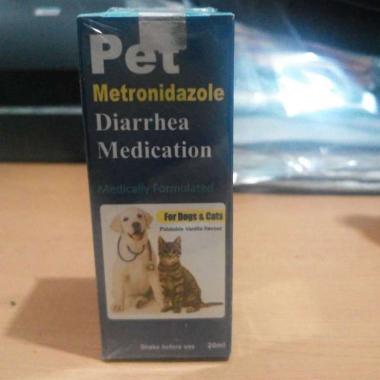 Pet
Metronidazole
Diarrhea
Medication
Medically Formulated
For Dogs & Cats
Palatable Vanilla flavour
Shake before use 20ml